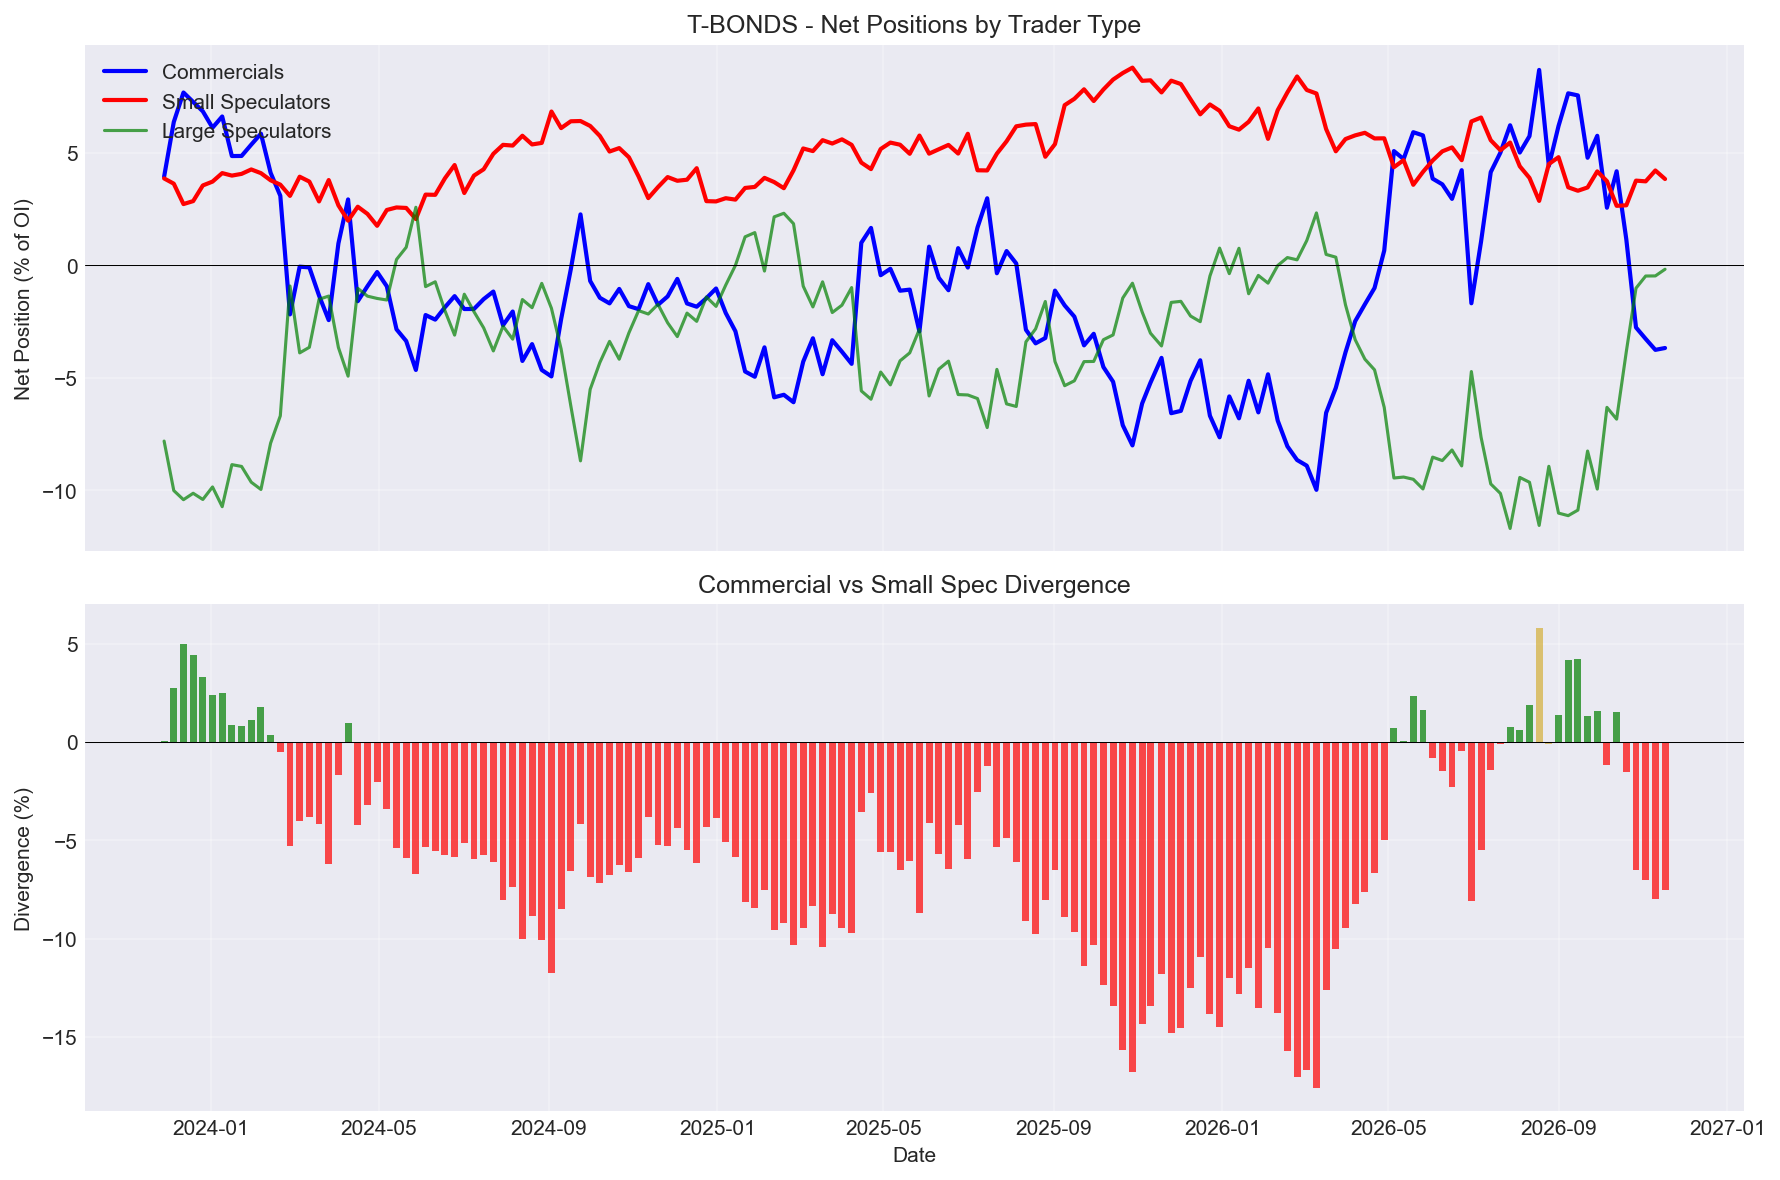 T-BONDS - Net Positions by Trader Type
Commercials
Small Speculators
Large Speculators
Net Position (% of OI)
5
0
−5
−10
Commercial vs Small Spec Divergence
Divergence (%)
5
0
−5
−10
−15
2024-01 2024-05 2024-09 2025-01 2025-05 2025-09 2026-01 2026-05 2026-09 2027-01
Date